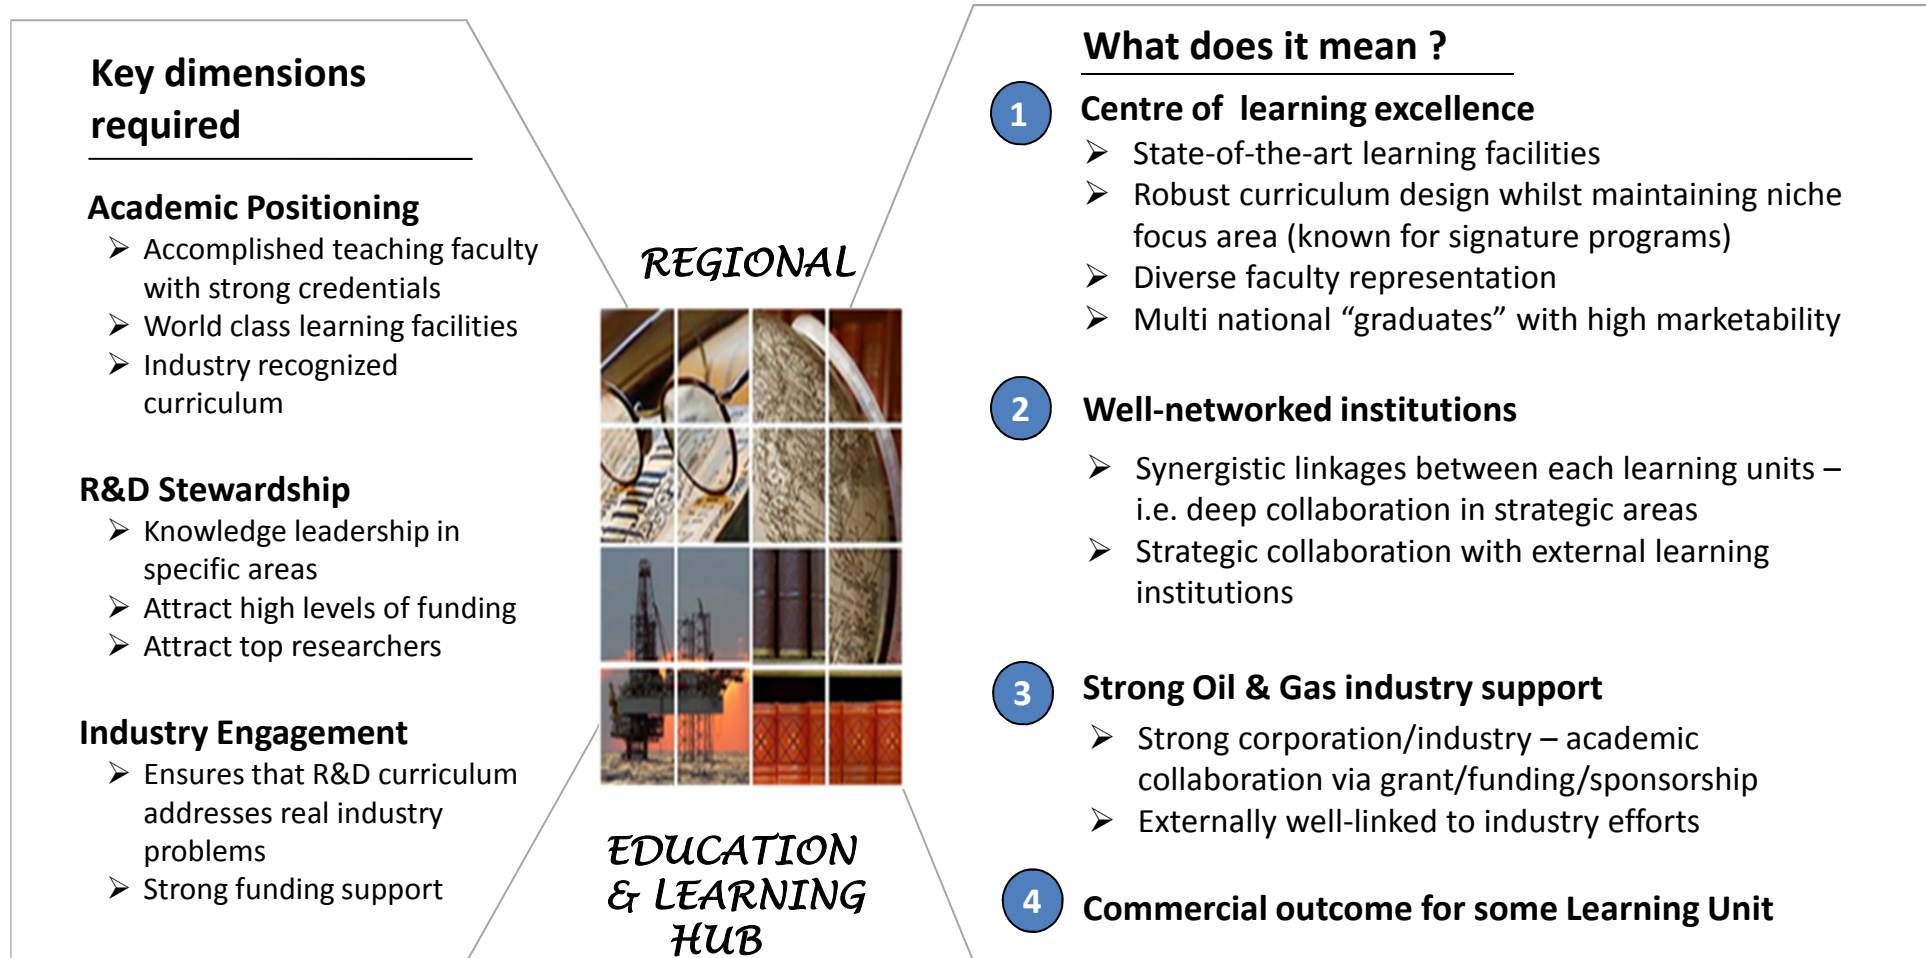 Key dimensions
required
Academic Positioning
➢ Accomplished teaching faculty
with strong credentials
➢ World class learning facilities
➢ Industry recognized
curriculum
R&D Stewardship
➢ Knowledge leadership in
specific areas
➢ Attract high levels of funding
➢ Attract top researchers
Industry Engagement
➢ Ensures that R&D curriculum
addresses real industry
problems
➢ Strong funding support
REGIONAL
EDUCATION
& LEARNING
HUB
What does it mean ?
1 Centre of learning excellence
➢ State-of-the-art learning facilities
➢ Robust curriculum design whilst maintaining niche
focus area (known for signature programs)
➢ Diverse faculty representation
➢ Multi national “graduates” with high marketability
2 Well-networked institutions
➢ Synergistic linkages between each learning units –
i.e. deep collaboration in strategic areas
➢ Strategic collaboration with external learning
institutions
3 Strong Oil & Gas industry support
➢ Strong corporation/industry – academic
collaboration via grant/funding/sponsorship
➢ Externally well-linked to industry efforts
4 Commercial outcome for some Learning Unit